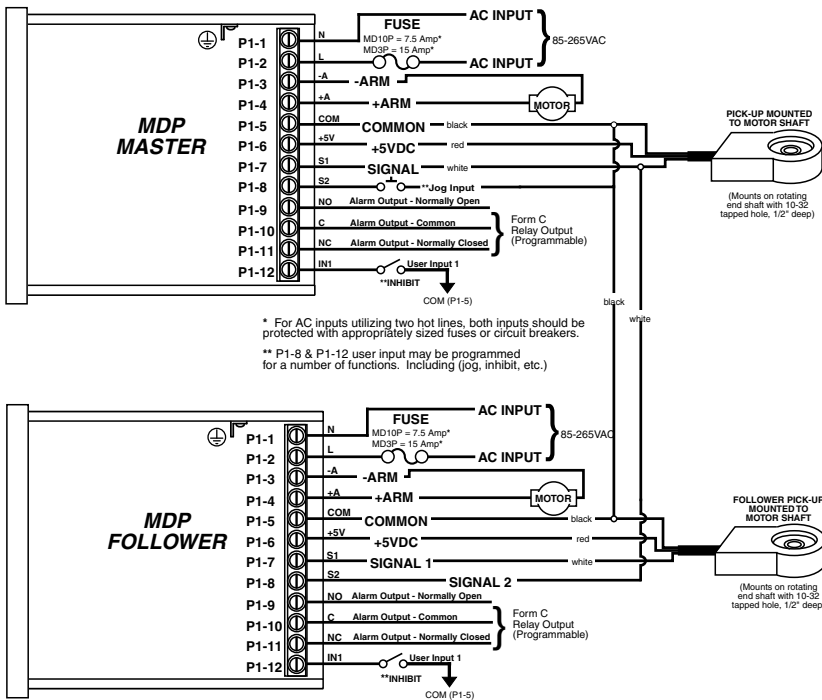 MDP
MASTER
P1-1
P1-2
P1-3
P1-4
P1-5
P1-6
P1-7
P1-8
P1-9
P1-10
P1-11
P1-12
N
L
-A
+A
COM
+5V
S1
S2
NO
C
NC
IN1
FUSE
MD10P = 7.5 Amp*
MD3P = 15 Amp*
AC INPUT
AC INPUT
85-265VAC
-ARM
+ARM
MOTOR
COMMON
black
+5VDC
red
SIGNAL
white
**Jog Input
Alarm Output - Normally Open
Alarm Output - Common
Alarm Output - Normally Closed
Form C
Relay Output
(Programmable)
User Input 1
**INHIBIT
COM (P1-5)
PICK-UP MOUNTED
TO MOTOR SHAFT
(Mounts on rotating
end shaft with 10-32
tapped hole, 1/2" deep)
black
white
* For AC inputs utilizing two hot lines, both inputs should be
protected with appropriately sized fuses or circuit breakers.
** P1-8 & P1-12 user input may be programmed
for a number of functions. Including (jog, inhibit, etc.)
MDP
FOLLOWER
P1-1
P1-2
P1-3
P1-4
P1-5
P1-6
P1-7
P1-8
P1-9
P1-10
P1-11
P1-12
N
L
-A
+A
COM
+5V
S1
S2
NO
C
NC
IN1
FUSE
MD10P = 7.5 Amp*
MD3P = 15 Amp*
AC INPUT
AC INPUT
85-265VAC
-ARM
+ARM
MOTOR
COMMON
black
+5VDC
red
SIGNAL 1
white
SIGNAL 2
Alarm Output - Normally Open
Alarm Output - Common
Alarm Output - Normally Closed
Form C
Relay Output
(Programmable)
User Input 1
**INHIBIT
COM (P1-5)
FOLLOWER PICK-UP
MOUNTED TO
MOTOR SHAFT
(Mounts on rotating
end shaft with 10-32
tapped hole, 1/2" deep